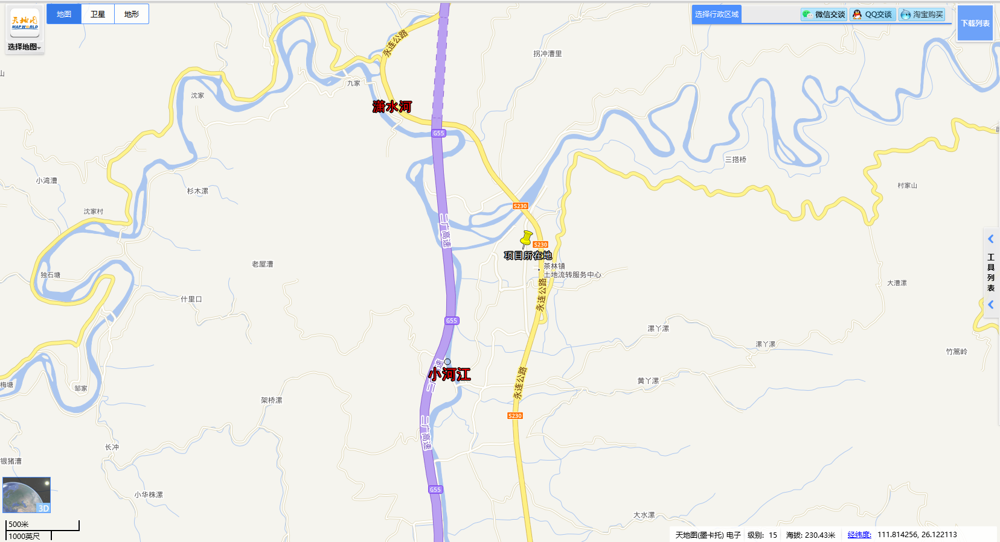 天地图
MAP WORLD
选择地图
地图
卫星
地形
选择行政区域
微信交谈
QQ交谈
淘宝购买
下载列表
永连公路
拐冲漕里
山
沈家
九家
潇水河
G55
三搭桥
小湾漕
杉木漯
村家山
S230
沈家村
二广高速
项目所在地
S230
茶林镇
土地流转服务中心
老屋漕
独石塘
什里口
永连公路
大漕漯
工具列表
G55
漯丫漯
漯丫漯
竹篙岭
小河江
永连公路
黄丫漯
梅塘
邹家
架桥漯
S230
二广高速
长冲
银猪漕
G55
小华株漯
大水漯
3D
500米
1000英尺
天地图(墨卡托) 电子
级别: 15
海拔: 230.43米
经纬度: 111.814256, 26.122113